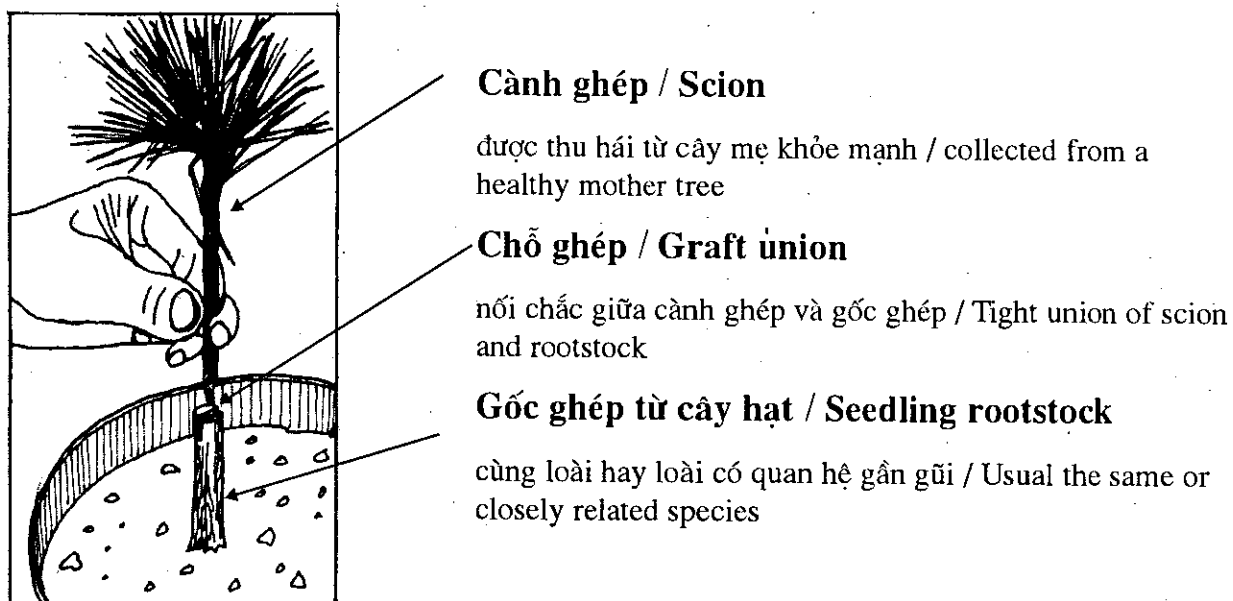 Cành ghép / Scion
được thu hái từ cây mẹ khỏe mạnh / collected from a
healthy mother tree
Chỗ ghép / Graft union
nối chắc giữa cành ghép và gốc ghép / Tight union of scion
and rootstock
Gốc ghép từ cây hạt / Seedling rootstock
cùng loài hay loài có quan hệ gần gũi / Usual the same or
closely related species